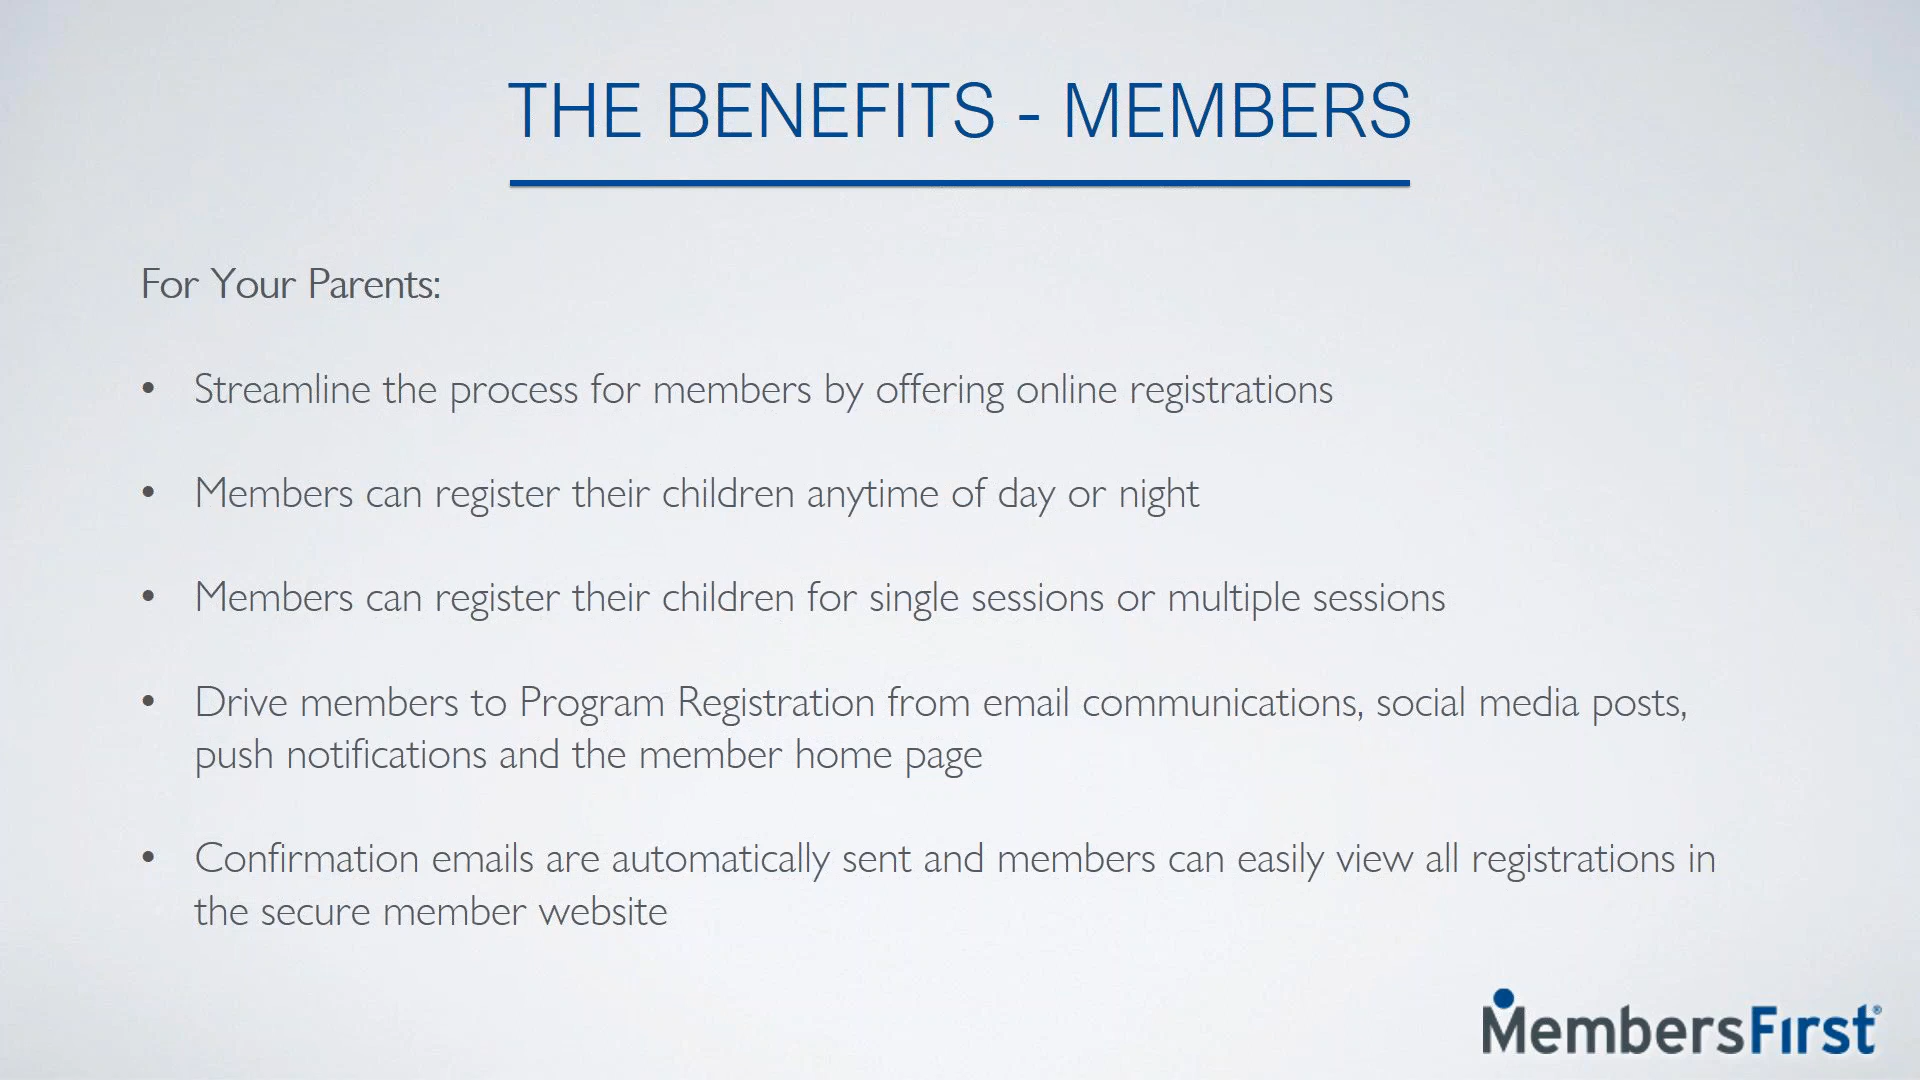 THE BENEFITS - MEMBERS
For Your Parents:
• Streamline the process for members by offering online registrations
• Members can register their children anytime of day or night
• Members can register their children for single sessions or multiple sessions
• Drive members to Program Registration from email communications, social media posts,
push notifications and the member home page
• Confirmation emails are automatically sent and members can easily view all registrations in
the secure member website
MembersFirst®